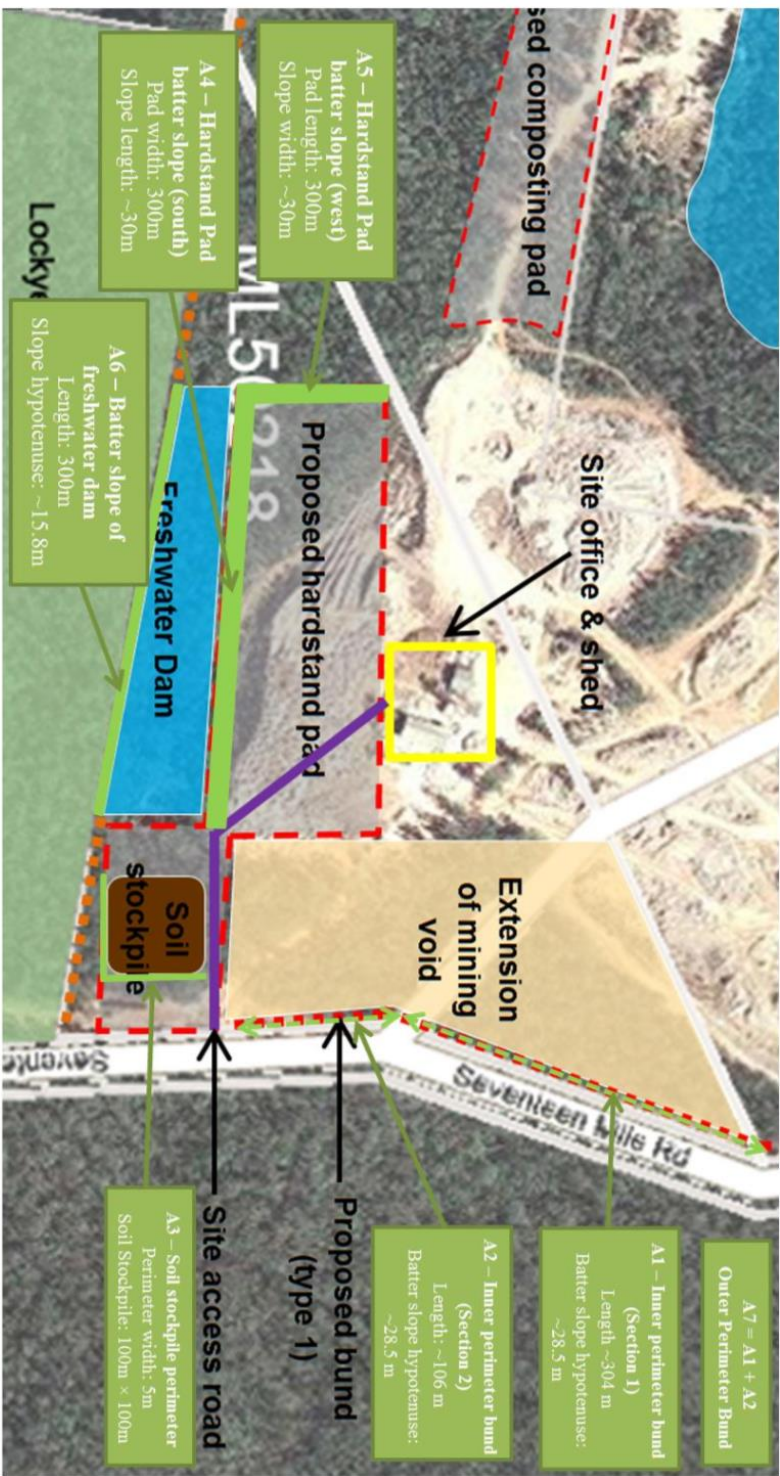 sed composting pad
A5 – Hardstand Pad
batter slope (west)
Pad length: 300m
Slope width: ~30m
A4 – Hardstand Pad
batter slope (south)
Pad width: 300m
Slope length: ~30m
Lockye
ML50218
A6 – Batter slope of
freshwater dam
Length: 300m
Slope hypotenuse: ~15.8m
Site office & shed
Proposed hardstand pad
Freshwater Dam
Extension
of mining
void
Soil
stockpile
Sevente
Seventeen Mile Rd
A7 = A1 + A2
Outer Perimeter Bund
A1 – Inner perimeter bund
(Section 1)
Length ~304 m
Batter slope hypotenuse:
~28.5 m
A2 – Inner perimeter bund
(Section 2)
Length: ~106 m
Batter slope hypotenuse:
~28.5 m
Proposed bund
(type 1)
Site access road
A3 – Soil stockpile perimeter
Perimeter width: 5m
Soil Stockpile: 100m × 100m